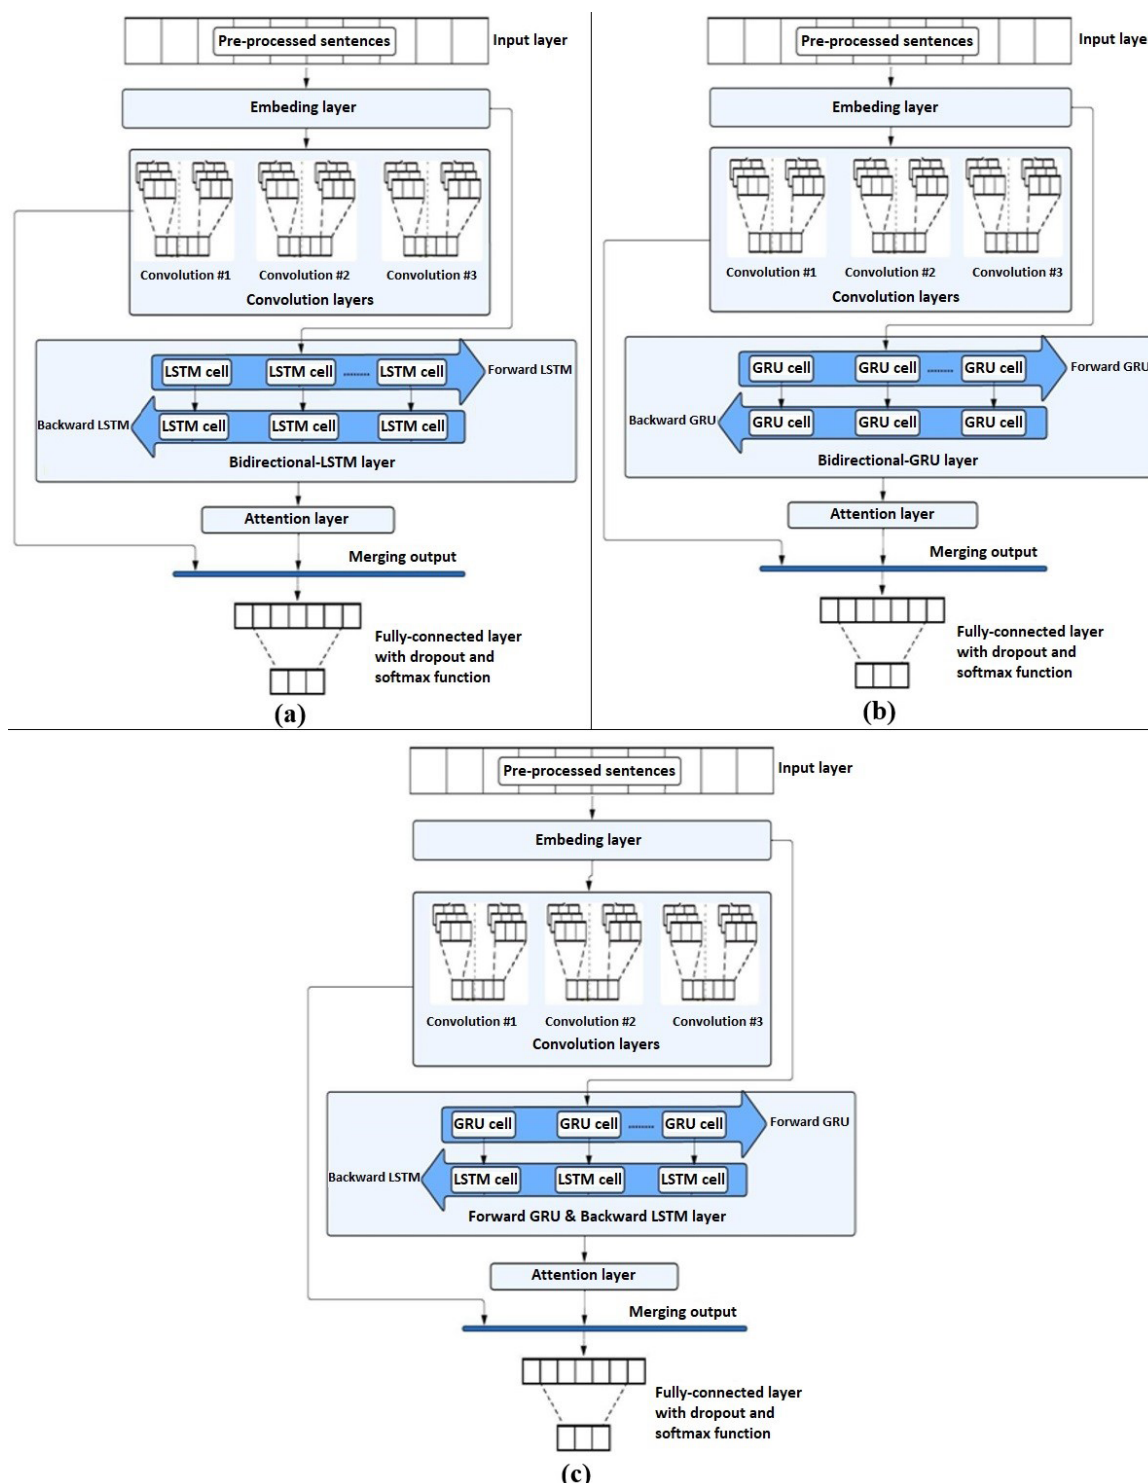 Pre-processed sentences
Input layer
Embeding layer
Convolution #1
Convolution #2
Convolution #3
Convolution layers
LSTM cell
LSTM cell
........
LSTM cell
Forward LSTM
Backward LSTM
LSTM cell
LSTM cell
LSTM cell
Bidirectional-LSTM layer
Attention layer
Merging output
Fully-connected layer
with dropout and
softmax function
(a)
Pre-processed sentences
Input laye
Embeding layer
Convolution #1
Convolution #2
Convolution #3
Convolution layers
GRU cell
GRU cell
........
GRU cell
Forward GRU
Backward GRU
GRU cell
GRU cell
GRU cell
Bidirectional-GRU layer
Attention layer
Merging output
Fully-connected layer
with dropout and
softmax function
(b)
Pre-processed sentences
Input layer
Embeding layer
Convolution #1
Convolution #2
Convolution #3
Convolution layers
GRU cell
GRU cell
........
GRU cell
Forward GRU
Backward LSTM
LSTM cell
LSTM cell
LSTM cell
Forward GRU & Backward LSTM layer
Attention layer
Merging output
Fully-connected layer
with dropout and
softmax function
(c)